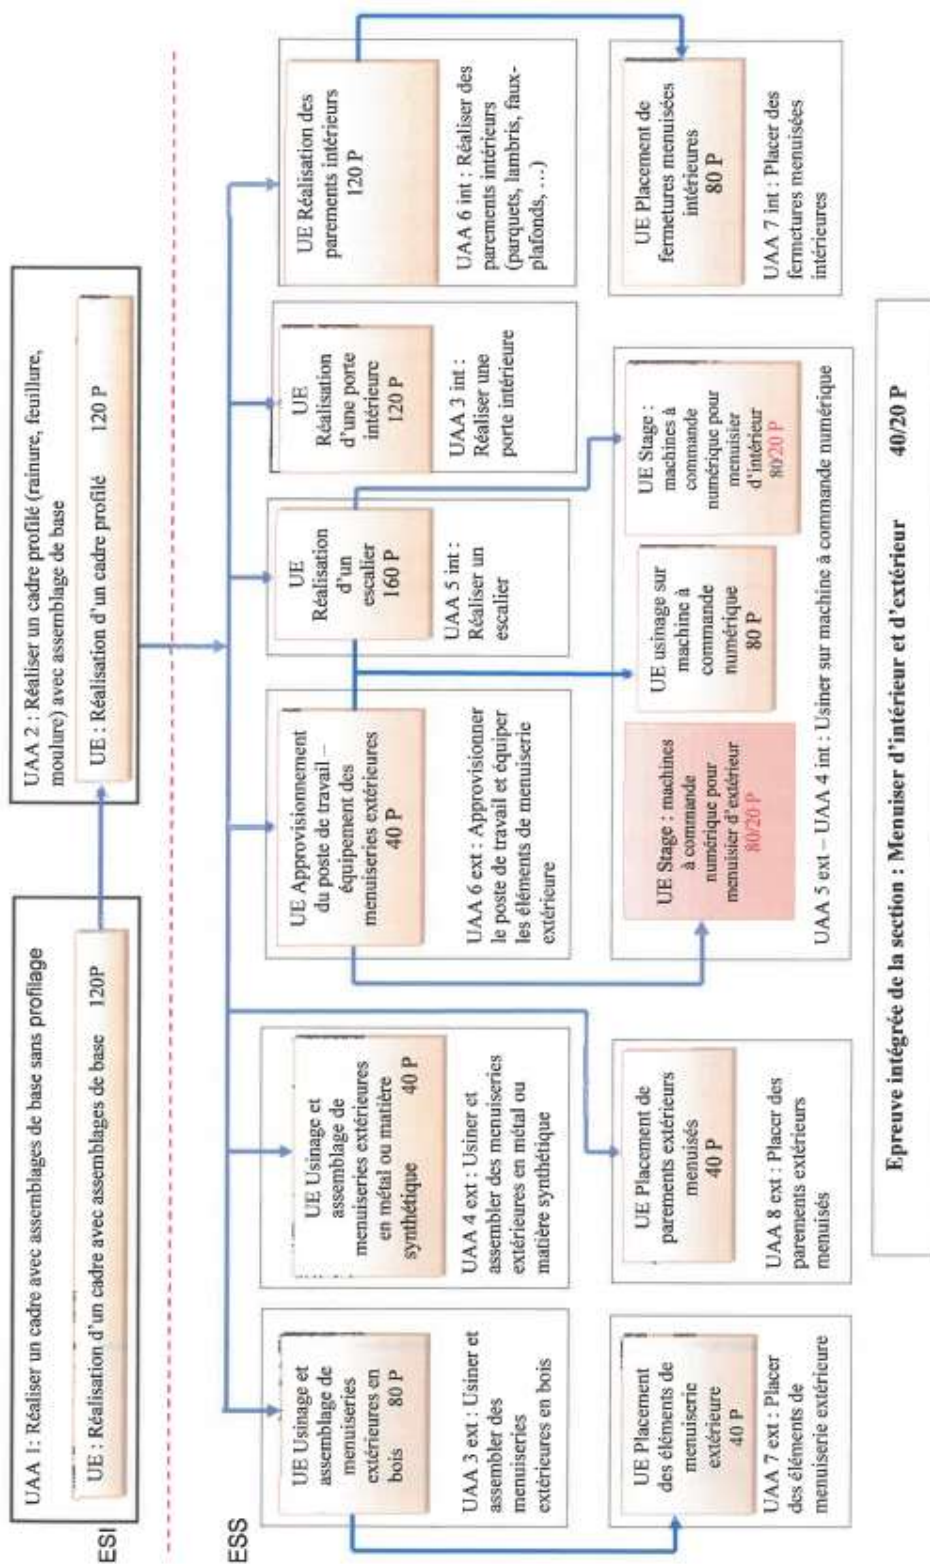 UAA 1: Réaliser un cadre avec assemblages de base sans profilage
UE : Réalisation d'un cadre avec assemblages de base 120P
UAA 2 : Réaliser un cadre profilé (rainure, feuillure,
moulure) avec assemblage de base
UE : Réalisation d'un cadre profilé 120 P
ESI
ESS
UE Usinage et
assemblage de
menuiseries
extérieures en
bois 80 P
UAA 3 ext : Usiner et
assembler des
menuiseries
extérieures en bois
UE Usinage et
assemblage de
menuiseries extérieures
en métal ou matière
synthétique 40 P
UAA 4 ext : Usiner et
assembler des menuiseries
extérieures en métal ou
matière synthétique
UE Approvisionnement
du poste de travail –
équipement des
menuiseries extérieures
40 P
UAA 6 ext : Approvisionner
le poste de travail et équiper
les éléments de menuiserie
extérieure
UE
Réalisation
d'un
escalier
160 P
UAA 5 int :
Réaliser un
escalier
UE
Réalisation
d'une porte
intérieure
120 P
UAA 3 int :
Réaliser une
porte intérieure
UE Réalisation des
parements intérieurs
120 P
UAA 6 int : Réaliser des
parements intérieurs
(parquets, lambris, faux-
plafonds, …)
UE Placement
des éléments de
menuiserie
extérieure
40 P
UAA 7 ext : Placer
des éléments de
menuiserie extérieure
UE Placement de
parements extérieurs
menuisés
40 P
UAA 8 ext : Placer des
parements extérieurs
menuisés
UE Stage : machines
à commande
numérique pour
menuisier d'extérieur
80/20 P
UE usinage sur
machine à
commande
numérique
80 P
UE Stage :
machines à
commande
numérique pour
menuisier
d'intérieur
80/20 P
UAA 5 ext – UAA 4 int : Usiner sur machine à commande numérique
UE Placement de
fermetures menuisées
intérieures
80 P
UAA 7 int : Placer des
fermetures menuisées
intérieures
Epreuve intégrée de la section : Menuiser d'intérieur et d'extérieur 40/20 P